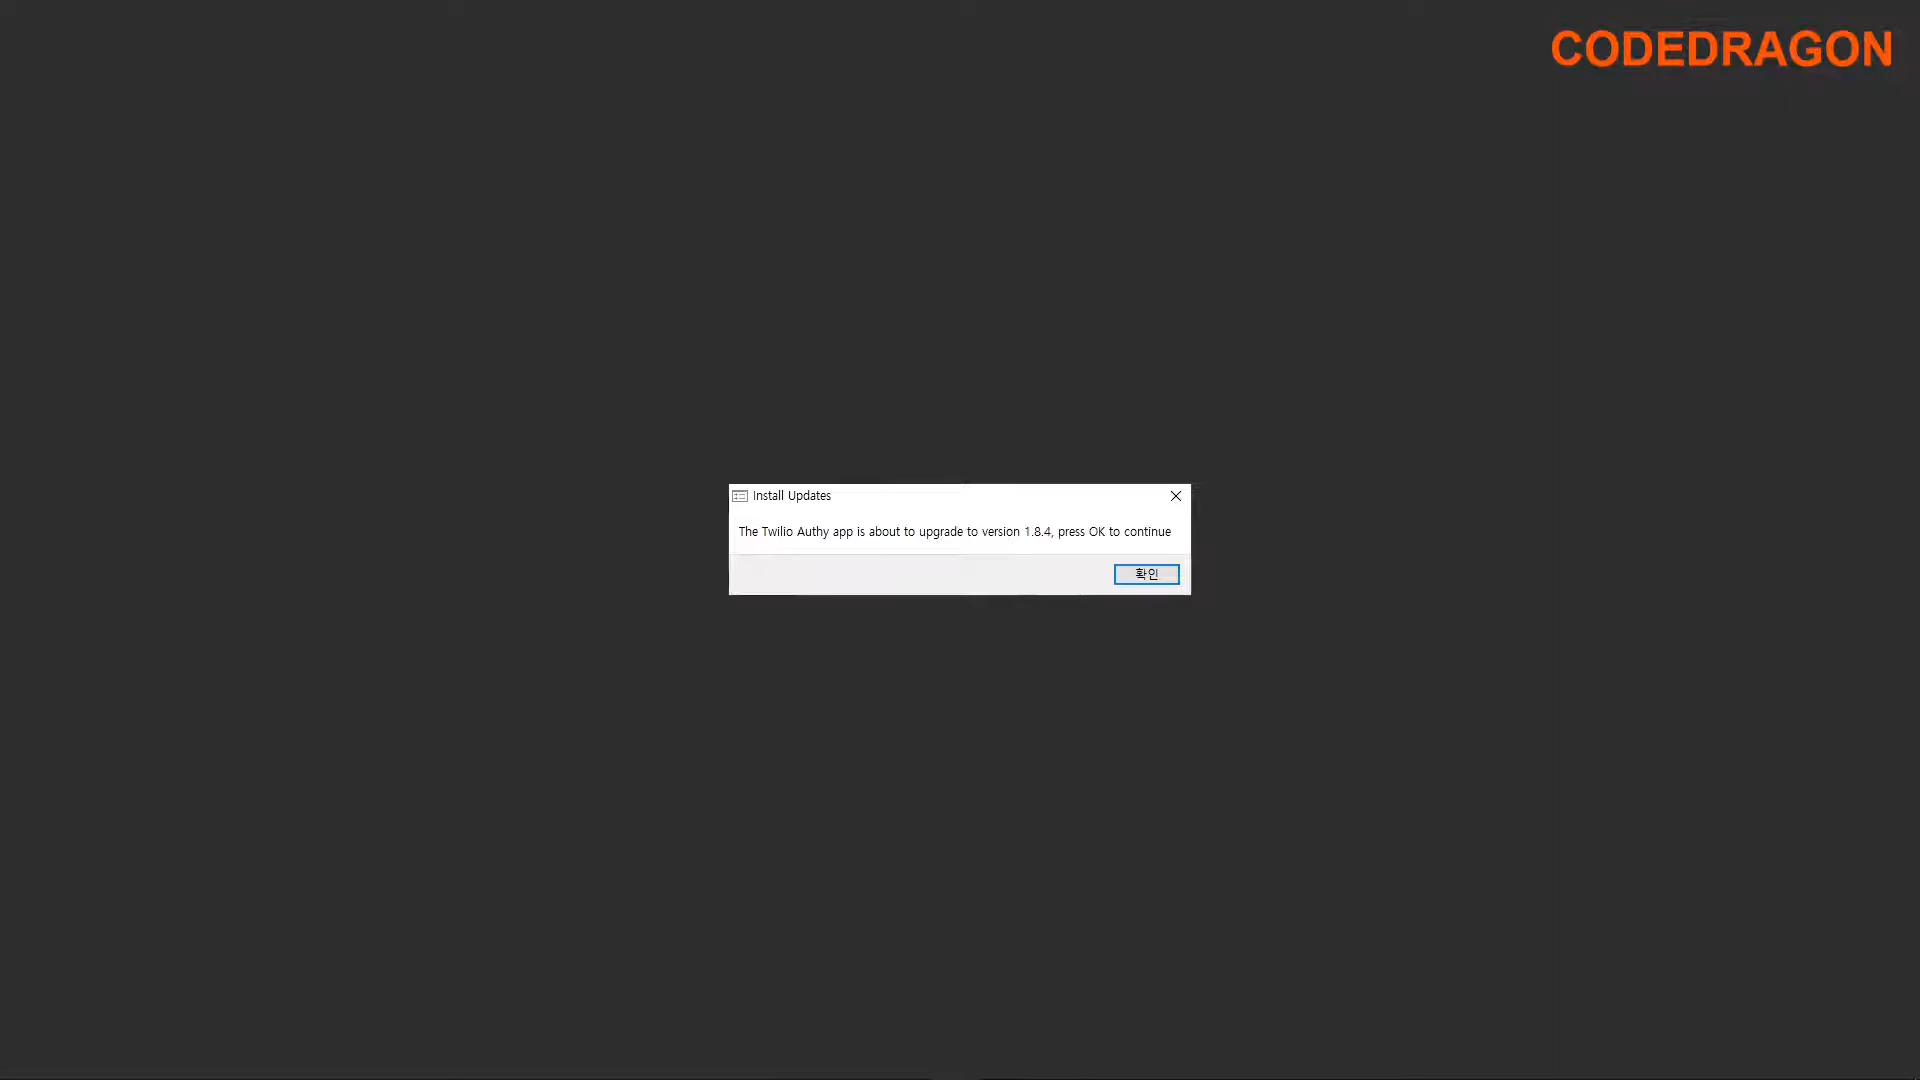 CODEDRAGON
Install Updates
The Twilio Authy app is about to upgrade to version 1.8.4, press OK to continue
확인